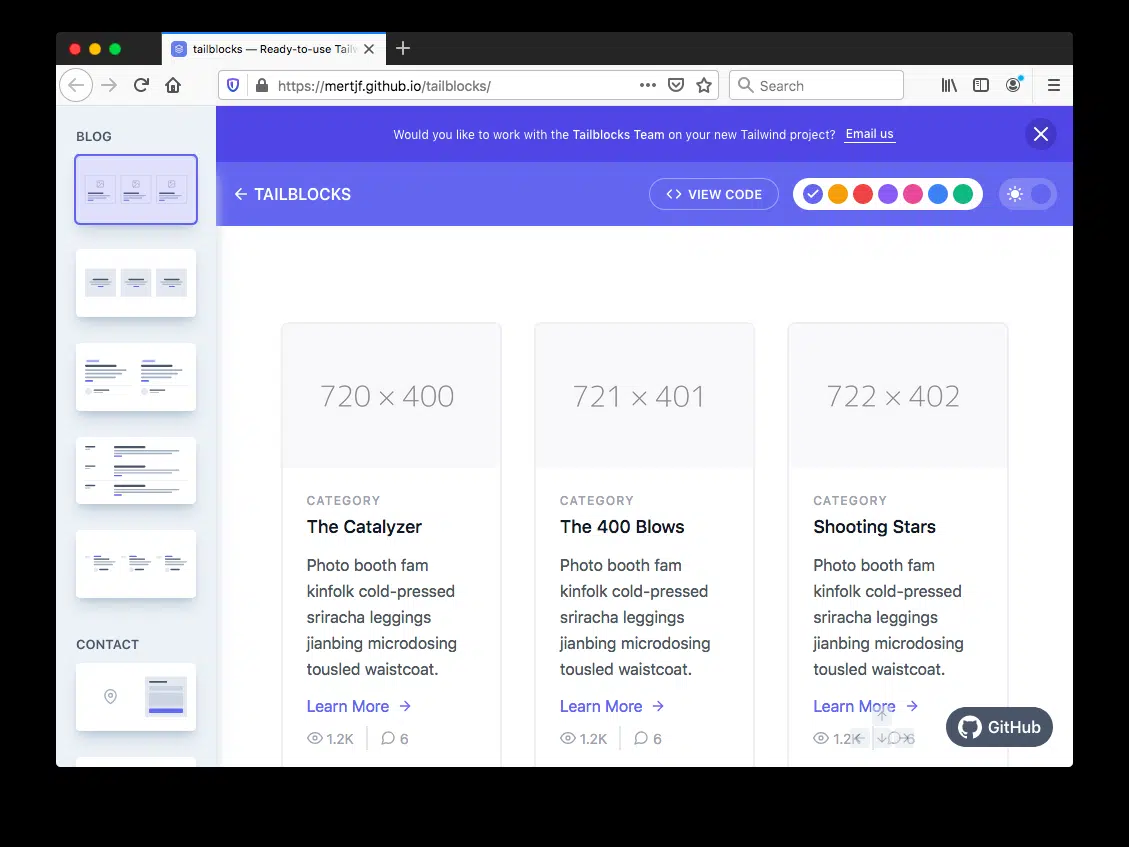 tailblocks — Ready-to-use Tailw
https://mertjf.github.io/tailblocks/
Search
BLOG
CONTACT
Would you like to work with the Tailblocks Team on your new Tailwind project? Email us
TAILBLOCKS
VIEW CODE
720 × 400
CATEGORY
The Catalyzer
Photo booth fam
kinfolk cold-pressed
sriracha leggings
jianbing microdosing
tousled waistcoat.
Learn More
1.2K
6
721 × 401
CATEGORY
The 400 Blows
Photo booth fam
kinfolk cold-pressed
sriracha leggings
jianbing microdosing
tousled waistcoat.
Learn More
1.2K
6
722 × 402
CATEGORY
Shooting Stars
Photo booth fam
kinfolk cold-pressed
sriracha leggings
jianbing microdosing
tousled waistcoat.
Learn More
1.2K
6
GitHub